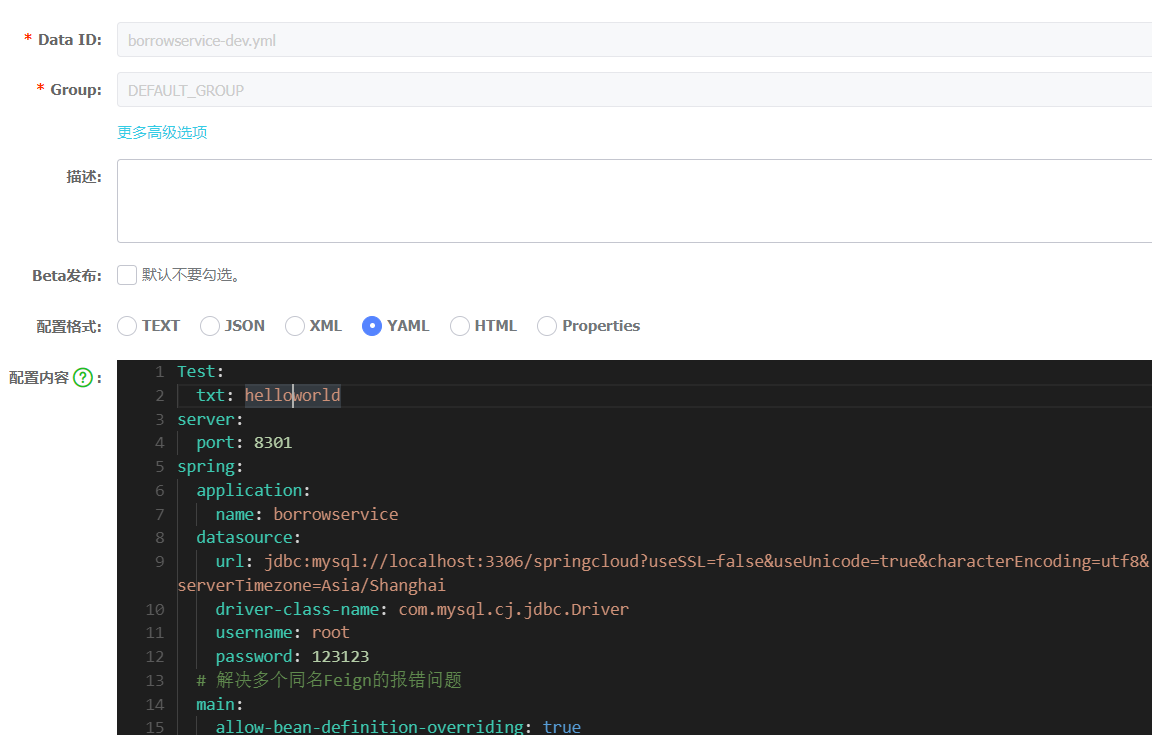 * Data ID: borrowservice-dev.yml
* Group: DEFAULT_GROUP
更多高级选项
描述:
Beta发布: 默认不要勾选。
配置格式: TEXT JSON XML YAML HTML Properties
配置内容 ? :
1 Test:
2 txt: helloworld
3 server:
4 port: 8301
5 spring:
6 application:
7 name: borrowservice
8 datasource:
9 url: jdbc:mysql://localhost:3306/springcloud?useSSL=false&useUnicode=true&characterEncoding=utf8&
serverTimezone=Asia/Shanghai
10 driver-class-name: com.mysql.cj.jdbc.Driver
11 username: root
12 password: 123123
13 # 解决多个同名Feign的报错问题
14 main:
15 allow-bean-definition-overriding: true